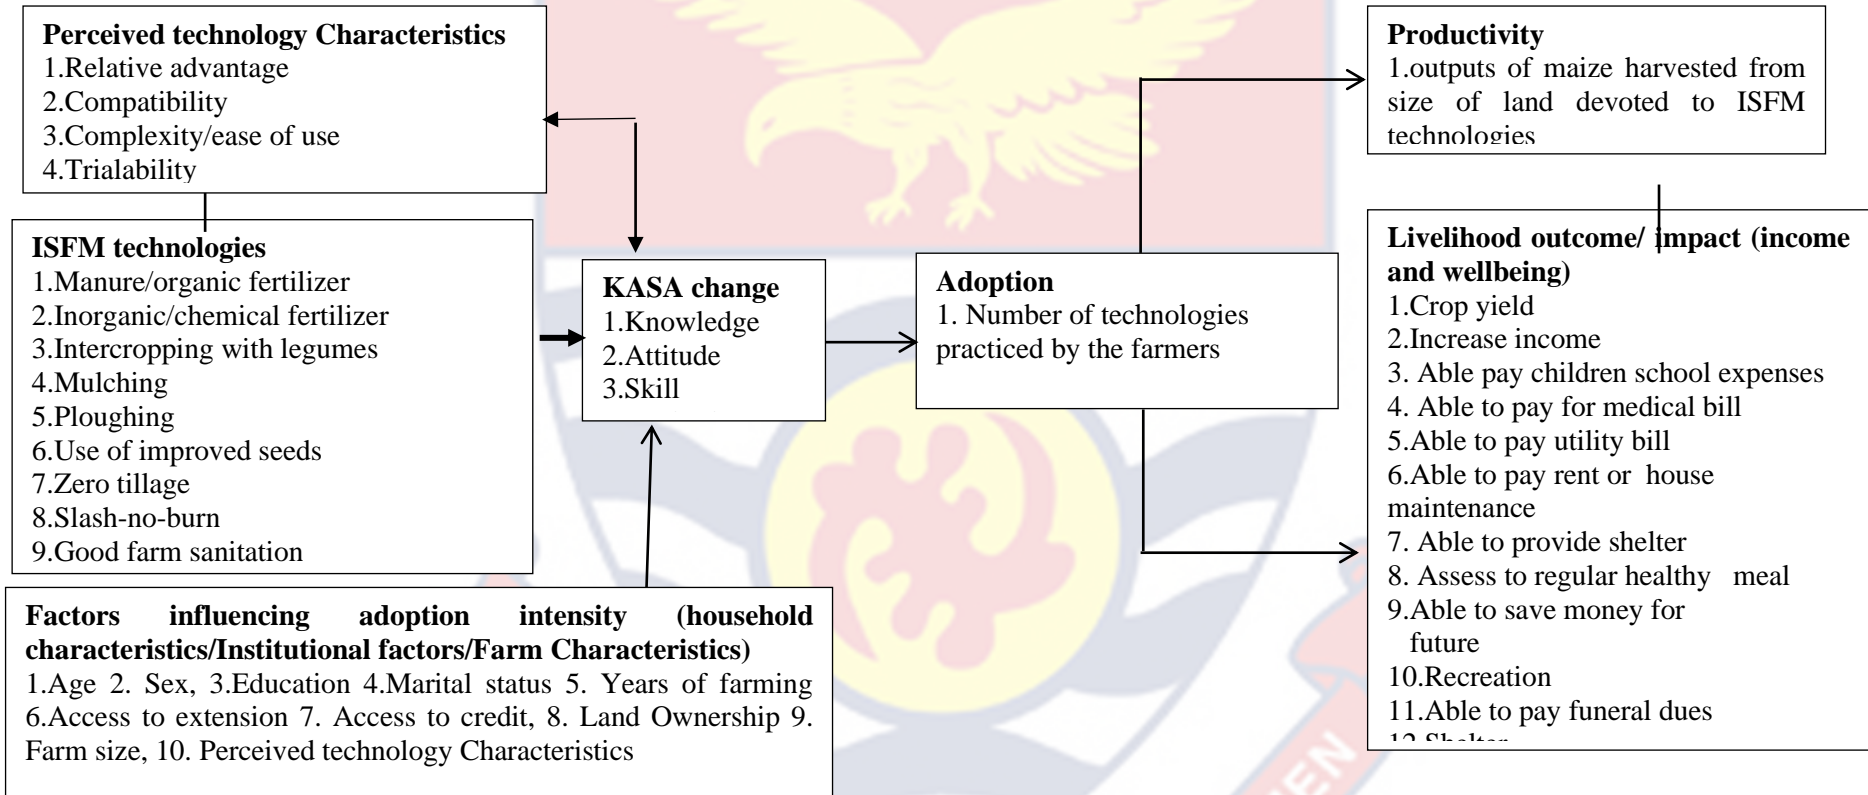 Perceived technology Characteristics
1.Relative advantage
2.Compatibility
3.Complexity/ease of use
4.Trialability
ISFM technologies
1.Manure/organic fertilizer
2.Inorganic/chemical fertilizer
3.Intercropping with legumes
4.Mulching
5.Ploughing
6.Use of improved seeds
7.Zero tillage
8.Slash-no-burn
9.Good farm sanitation
Factors influencing adoption intensity (household
characteristics/Institutional factors/Farm Characteristics)
1.Age 2. Sex, 3.Education 4.Marital status 5. Years of farming
6.Access to extension 7. Access to credit, 8. Land Ownership 9.
Farm size, 10. Perceived technology Characteristics
KASA change
1.Knowledge
2.Attitude
3.Skill
Adoption
1. Number of technologies
practiced by the farmers
Productivity
1.outputs of maize harvested from
size of land devoted to ISFM
technologies
Livelihood outcome/ impact (income
and wellbeing)
1.Crop yield
2.Increase income
3. Able pay children school expenses
4. Able to pay for medical bill
5.Able to pay utility bill
6.Able to pay rent or house
maintenance
7. Able to provide shelter
8. Assess to regular healthy meal
9.Able to save money for
future
10.Recreation
11.Able to pay funeral dues
12.Shelter
MEN